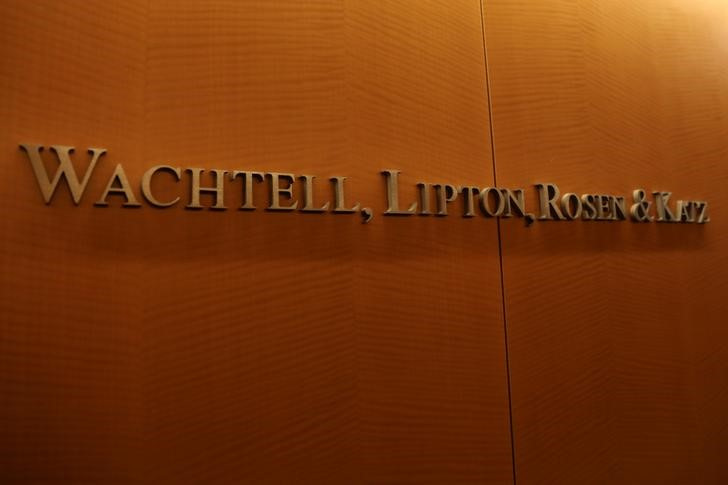 WACHTELL, LIPTON, ROSEN & KATZ